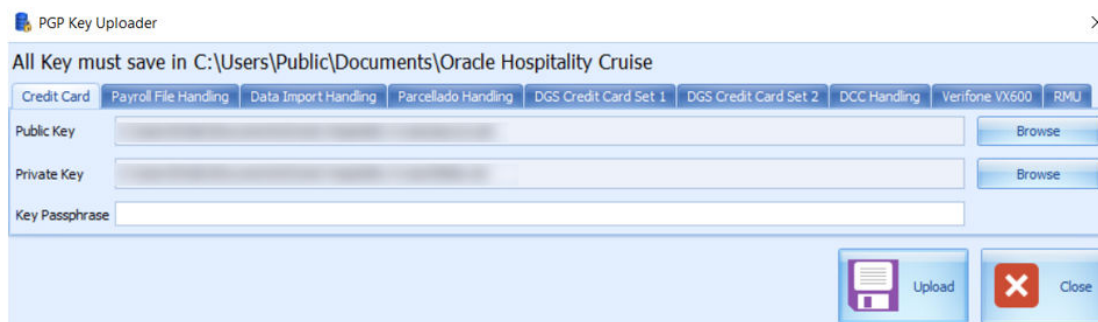 PGP Key Uploader
All Key must save in C:\Users\Public\Documents\Oracle Hospitality Cruise
Credit Card Payroll File Handling Data Import Handling Parcellado Handling DGS Credit Card Set 1 DGS Credit Card Set 2 DCC Handling Verifone VX600 RMU
Public Key Browse
Private Key Browse
Key Passphrase
Upload Close